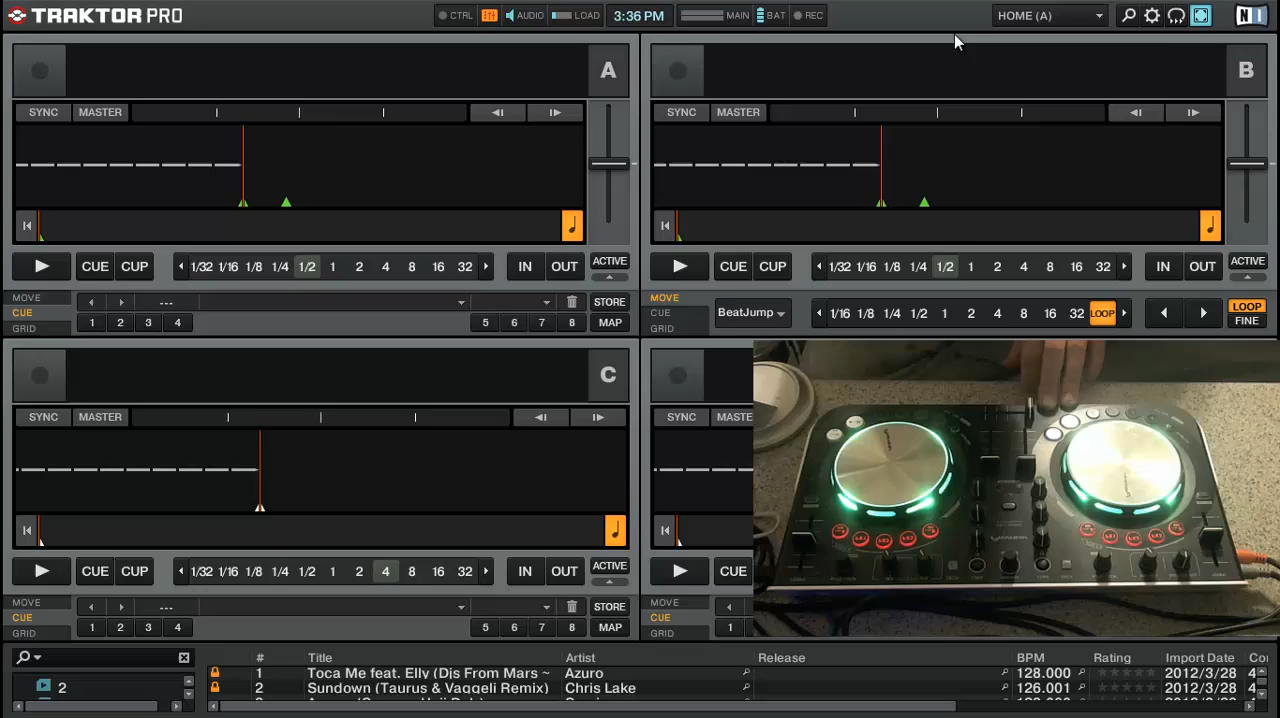 TRAKTOR PRO
CTRL AUDIO LOAD 3:36 PM MAIN BAT REC HOME (A)
A
SYNC MASTER
CUE CUP 1/32 1/16 1/8 1/4 1/2 1 2 4 8 16 32 IN OUT ACTIVE
MOVE
CUE --- STORE
GRID 1 2 3 4 5 6 7 8 MAP
B
SYNC MASTER
CUE CUP 1/32 1/16 1/8 1/4 1/2 1 2 4 8 16 32 IN OUT ACTIVE
MOVE
CUE BeatJump 1/16 1/8 1/4 1/2 1 2 4 8 16 32 LOOP LOOP
GRID FINE
C
SYNC MASTER
CUE CUP 1/32 1/16 1/8 1/4 1/2 1 2 4 8 16 32 IN OUT ACTIVE
MOVE
CUE --- STORE
GRID 1 2 3 4 5 6 7 8 MAP
SYNC MASTE
CUE
MOVE
CUE
GRID 1
2
# Title Artist Release BPM Rating Import Date Co
1 Toca Me feat. Elly (Djs From Mars ~ Azuro 128.000 2012/3/28 4
2 Sundown (Taurus & Vaggeli Remix) Chris Lake 126.001 2012/3/28 4